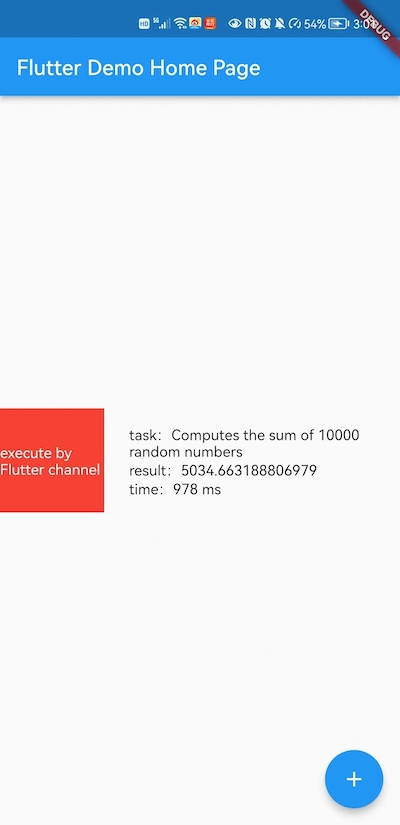 HD 5G 54% 3:0
DEBUG
Flutter Demo Home Page
execute by
Flutter channel
task：Computes the sum of 10000
random numbers
result：5034.663188806979
time：978 ms
+